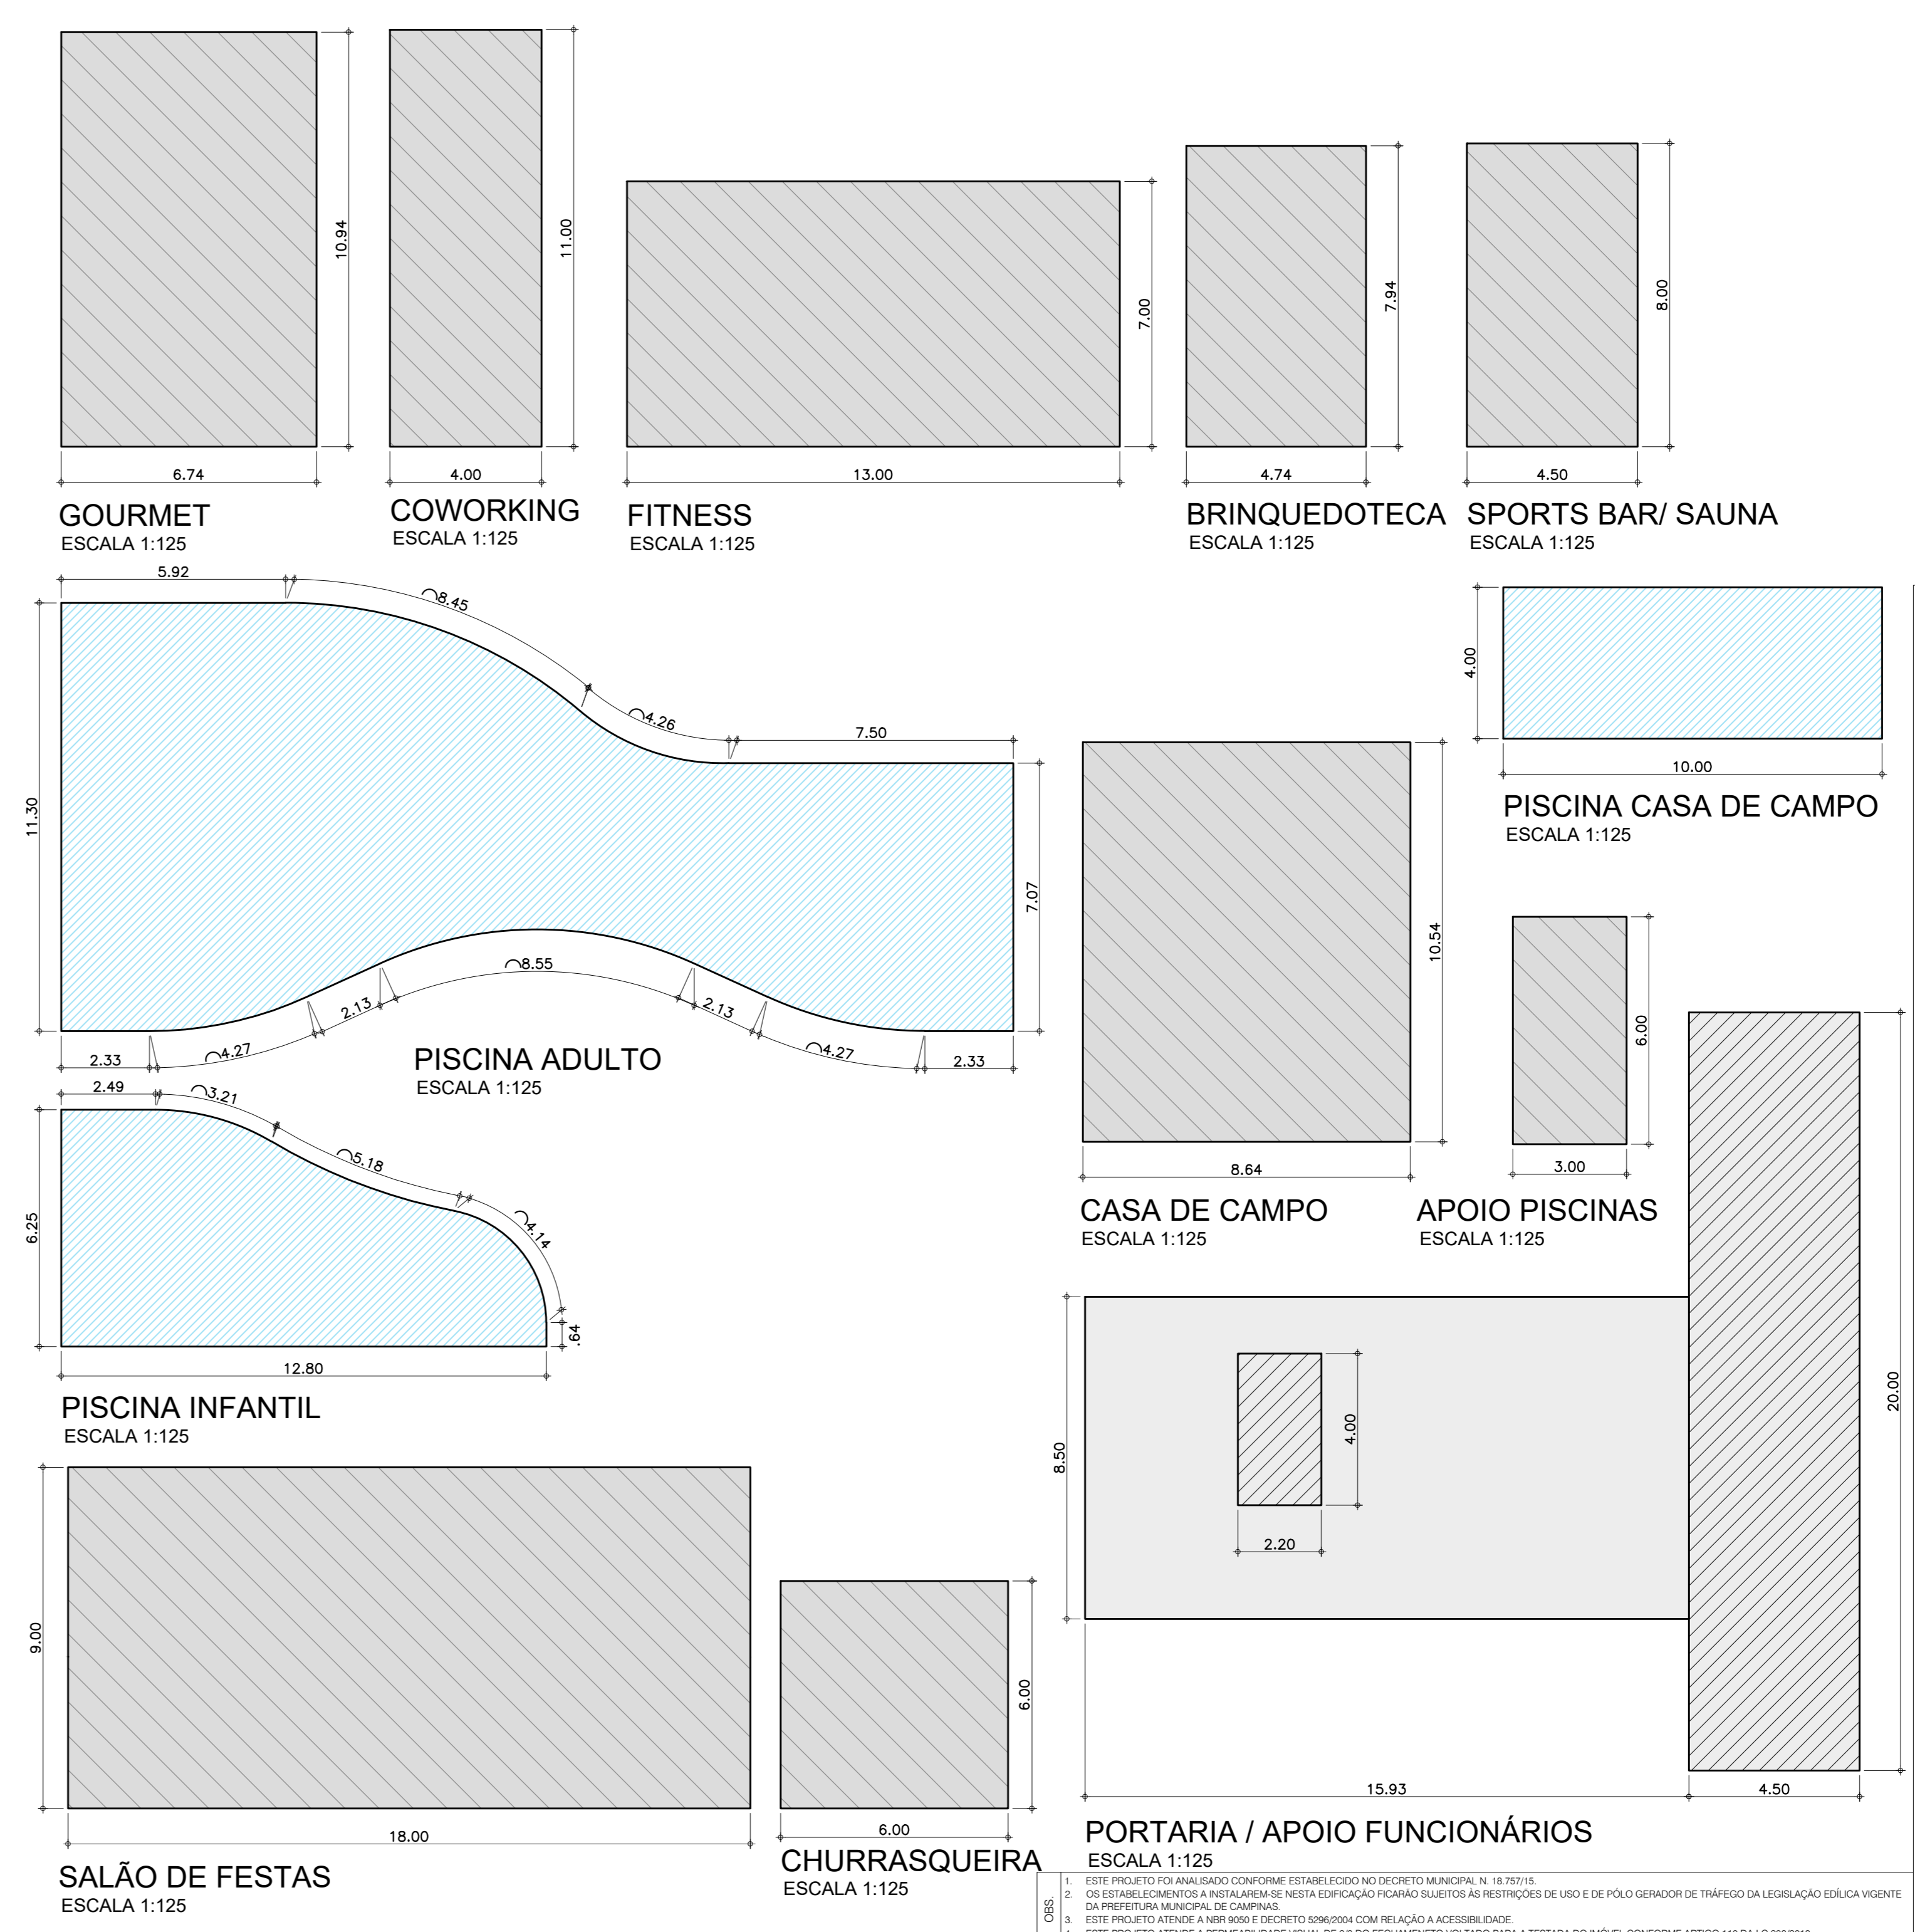 10.94
6.74
GOURMET
ESCALA 1:125
11.00
4.00
COWORKING
ESCALA 1:125
7.00
13.00
FITNESS
ESCALA 1:125
7.94
4.74
BRINQUEDOTECA
ESCALA 1:125
8.00
4.50
SPORTS BAR/ SAUNA
ESCALA 1:125
5.92
8.45
4.26
7.50
11.30
7.07
2.33
4.27
2.13
8.55
2.13
4.27
2.33
PISCINA ADULTO
ESCALA 1:125
4.00
10.00
PISCINA CASA DE CAMPO
ESCALA 1:125
10.54
8.64
CASA DE CAMPO
ESCALA 1:125
6.00
3.00
APOIO PISCINAS
ESCALA 1:125
2.49
3.21
5.18
4.14
6.25
.64
12.80
PISCINA INFANTIL
ESCALA 1:125
9.00
18.00
SALÃO DE FESTAS
ESCALA 1:125
6.00
6.00
CHURRASQUEIRA
ESCALA 1:125
8.50
4.00
2.20
20.00
15.93
4.50
PORTARIA / APOIO FUNCIONÁRIOS
ESCALA 1:125
OBS.
1. ESTE PROJETO FOI ANALISADO CONFORME ESTABELECIDO NO DECRETO MUNICIPAL N. 18.757/15.
2. OS ESTABELECIMENTOS A INSTALAREM-SE NESTA EDIFICAÇÃO FICARÃO SUJEITOS ÀS RESTRIÇÕES DE USO E DE PÓLO GERADOR DE TRÁFEGO DA LEGISLAÇÃO EDÍLICA VIGENTE
DA PREFEITURA MUNICIPAL DE CAMPINAS.
3. ESTE PROJETO ATENDE A NBR 9050 E DECRETO 5296/2004 COM RELAÇÃO A ACESSIBILIDADE.